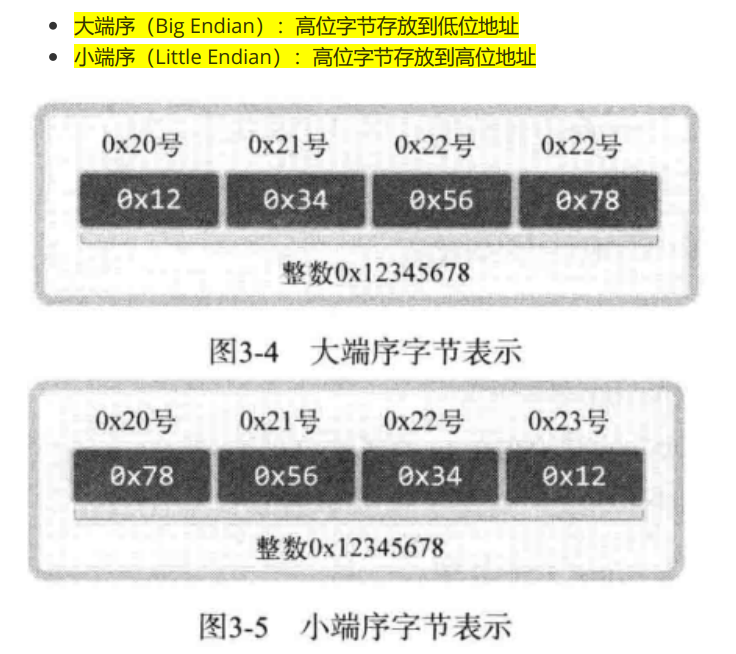 大端序（Big Endian）：高位字节存放到低位地址
小端序（Little Endian）：高位字节存放到高位地址
0x20号 0x21号 0x22号 0x22号
0x12 0x34 0x56 0x78
整数0x12345678
图3-4 大端序字节表示
0x20号 0x21号 0x22号 0x23号
0x78 0x56 0x34 0x12
整数0x12345678
图3-5 小端序字节表示